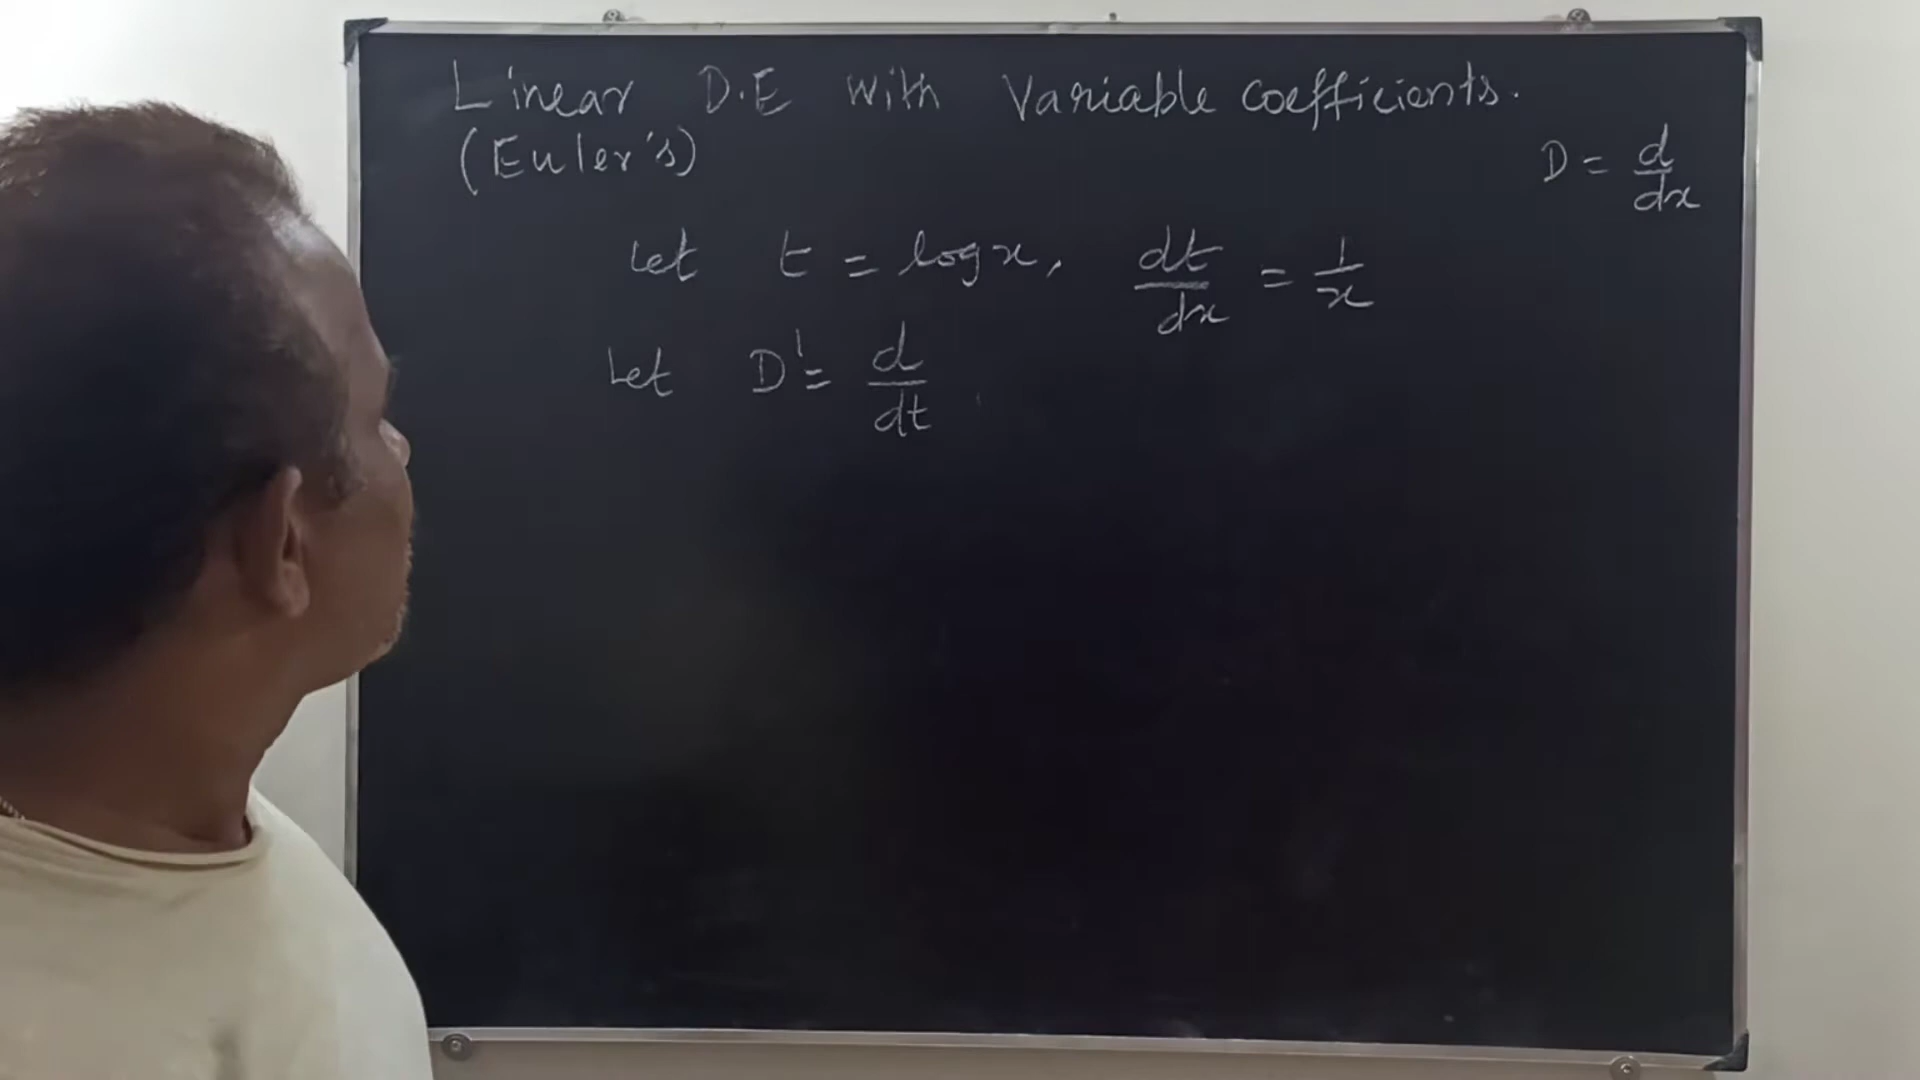 Linear D.E with Variable coefficients.
(Euler's)
D = d/dx
Let t = log x, dt/dx = 1/x
Let D' = d/dt